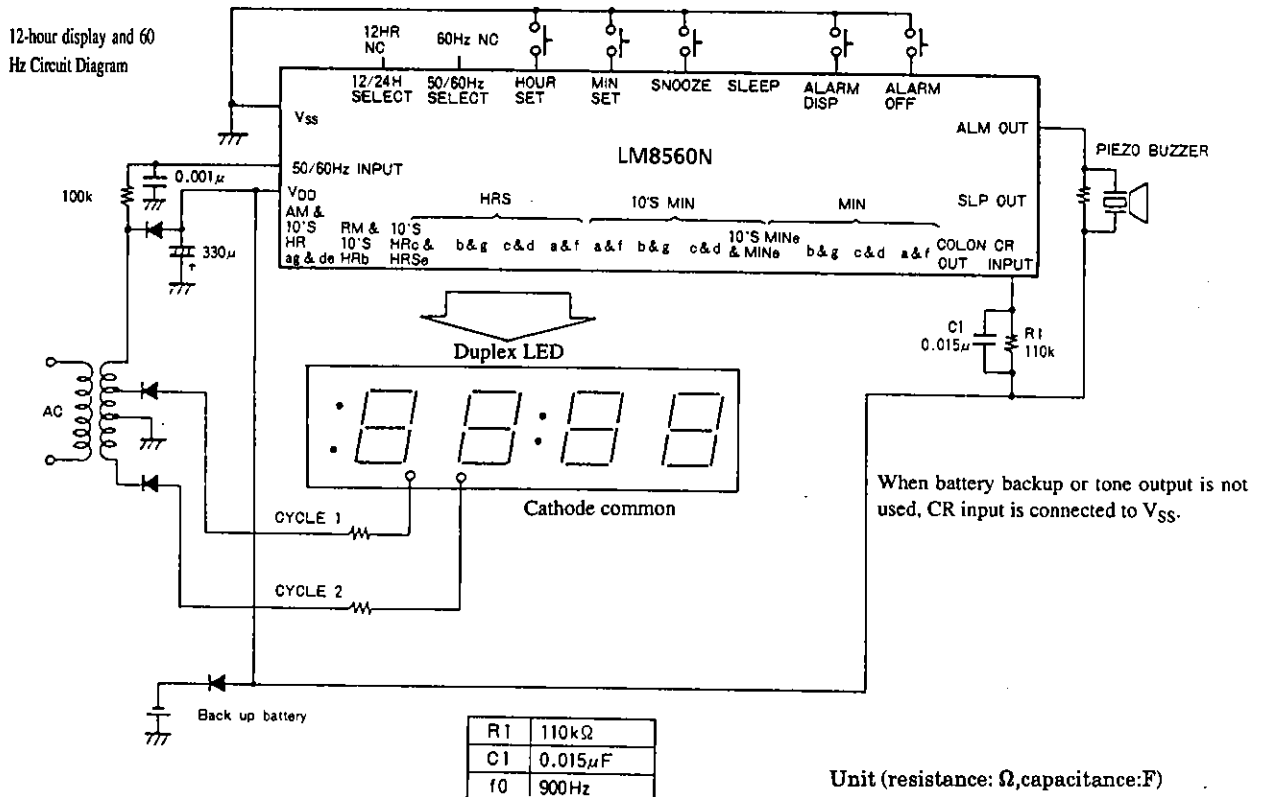 12-hour display and 60
Hz Circuit Diagram
12HR
NC
60Hz NC
12/24H
SELECT
50/60Hz
SELECT
HOUR
SET
MIN
SET
SNOOZE
SLEEP
ALARM
DISP
ALARM
OFF
VSS
ALM OUT
LM8560N
PIEZO BUZZER
50/60Hz INPUT
0.001μ
100k
VDD
SLP OUT
HRS
10'S MIN
MIN
AM &
10'S
HR
ag & de
RM &
10'S
HRb
10'S
HRc &
HRSe
b&g
c&d
a&f
a&f
b&g
c&d
10'S MINe
& MINe
b&g
c&d
a&f
COLON
OUT
CR
INPUT
330μ
C1
0.015μ
R1
110k
Duplex LED
AC
Cathode common
When battery backup or tone output is not
used, CR input is connected to VSS.
CYCLE 1
CYCLE 2
Back up battery
R1 110kΩ
C1 0.015μF
f0 900Hz
Unit (resistance: Ω,capacitance:F)